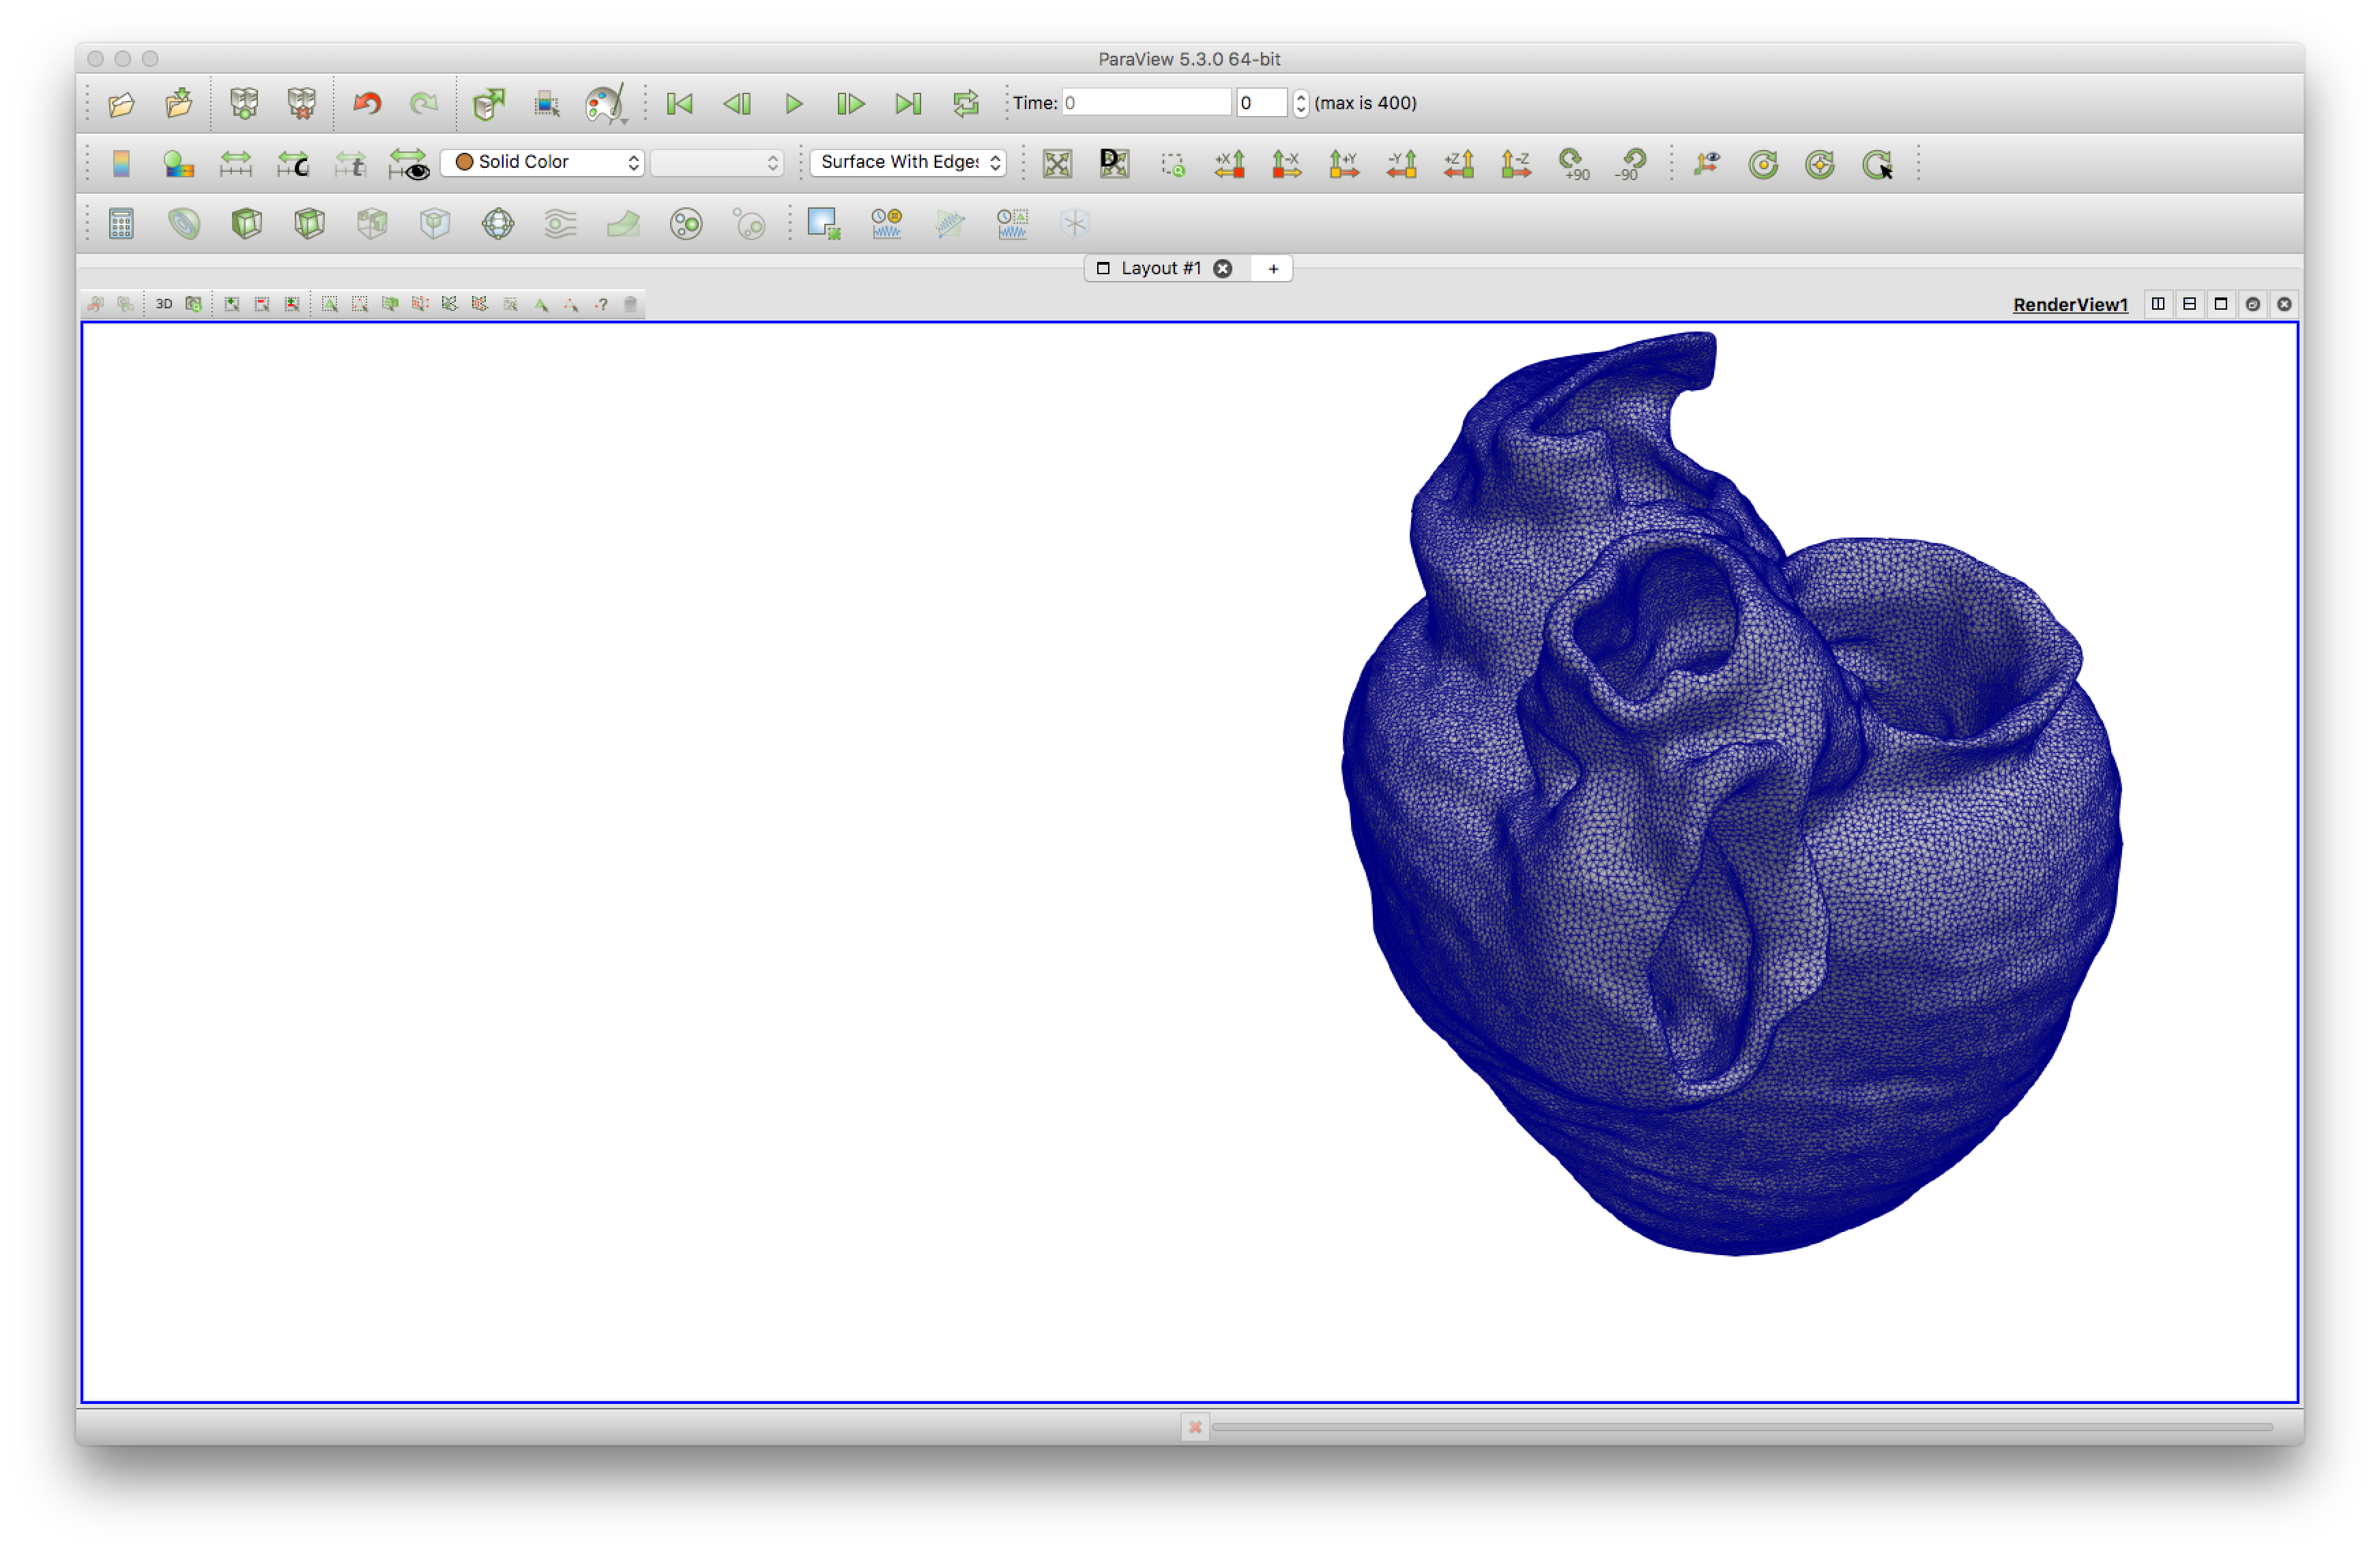 ParaView 5.3.0 64-bit
Time: 0 0 (max is 400)
Solid Color Surface With Edges +X -X +Y -Y +Z -Z +90 -90
Layout #1 +
3D ? RenderView1